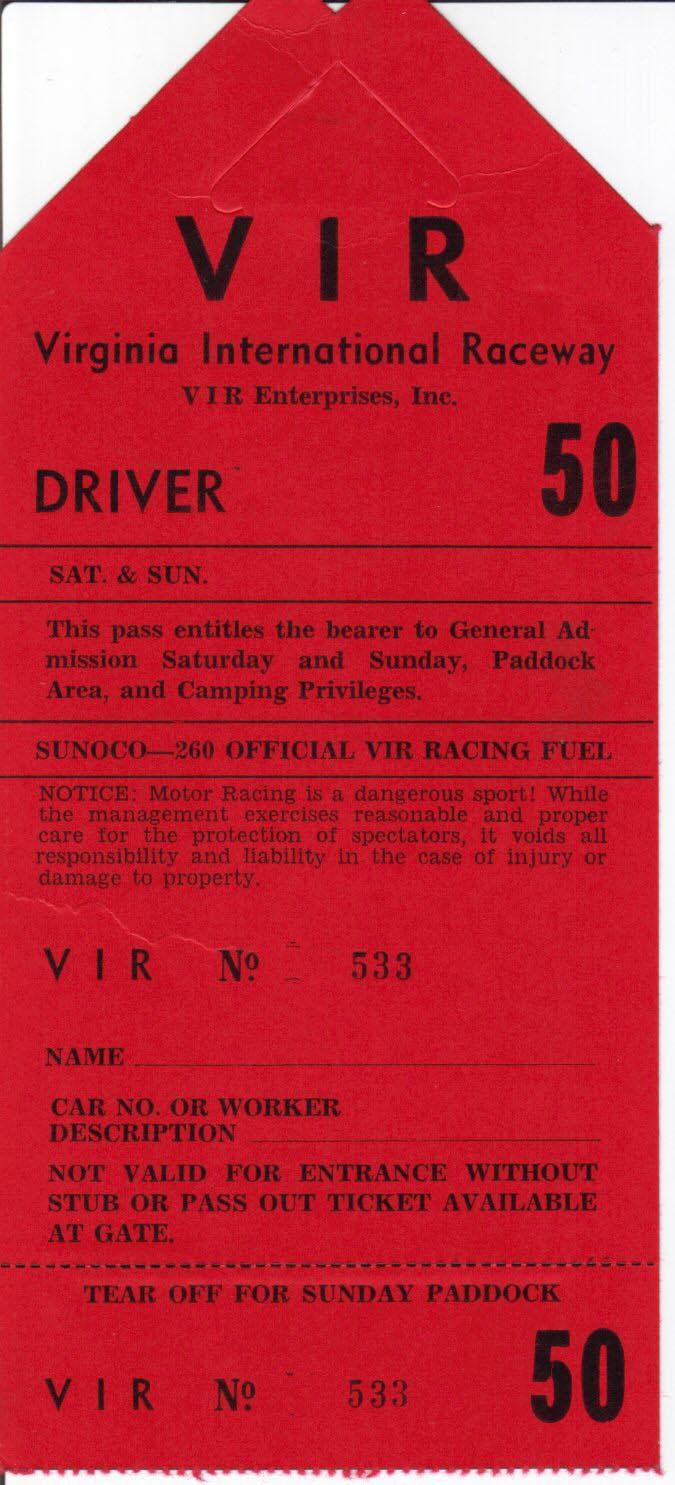 V I R
Virginia International Raceway
V I R Enterprises, Inc.
50
DRIVER
SAT. & SUN.
This pass entitles the bearer to General Ad-
mission Saturday and Sunday, Paddock
Area, and Camping Privileges.
SUNOCO—260 OFFICIAL VIR RACING FUEL
NOTICE: Motor Racing is a dangerous sport! While
the management exercises reasonable and proper
care for the protection of spectators, it voids all
responsibility and liability in the case of injury or
damage to property.
V I R Nº 533
NAME
CAR NO. OR WORKER
DESCRIPTION
NOT VALID FOR ENTRANCE WITHOUT
STUB OR PASS OUT TICKET AVAILABLE
AT GATE.
TEAR OFF FOR SUNDAY PADDOCK
V I R Nº 533 50